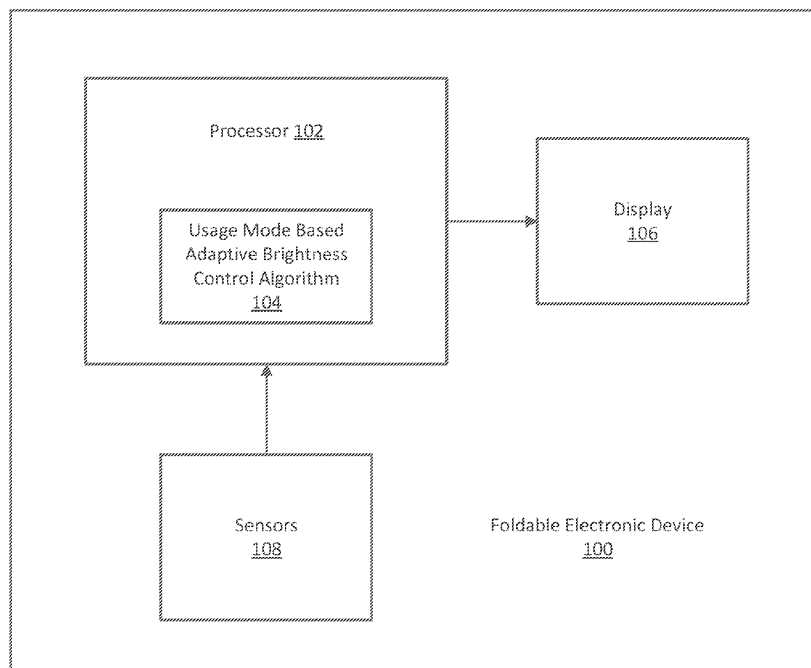 Processor 102
Usage Mode Based
Adaptive Brightness
Control Algorithm
104
Display
106
Sensors
108
Foldable Electronic Device
100